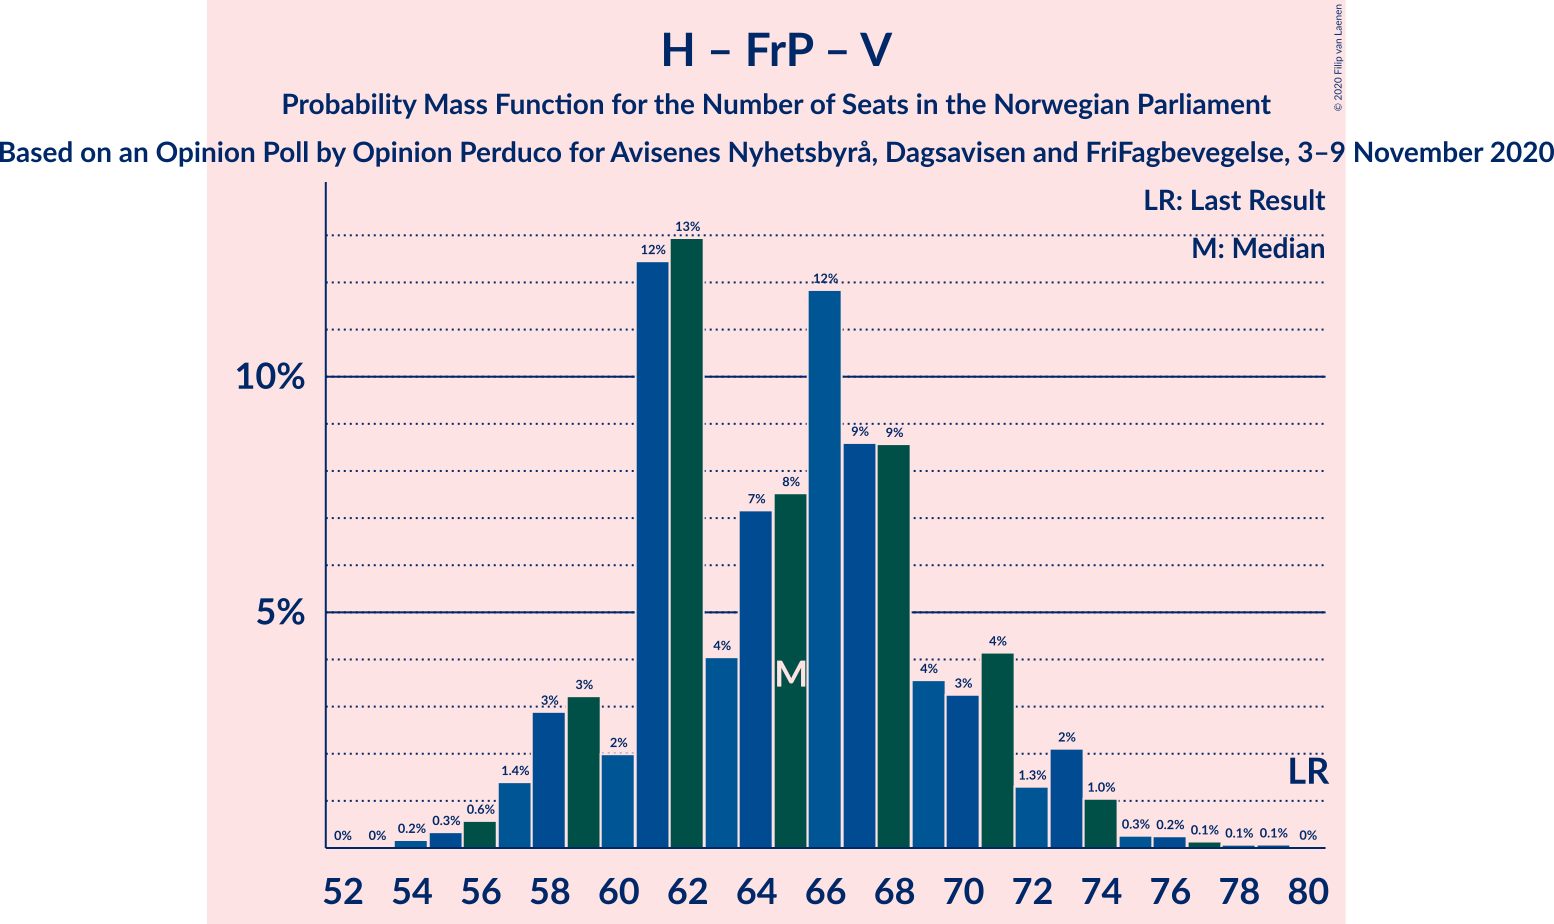 H – FrP – V
Probability Mass Function for the Number of Seats in the Norwegian Parliament
Based on an Opinion Poll by Opinion Perduco for Avisenes Nyhetsbyrå, Dagsavisen and FriFagbevegelse, 3–9 November 2020
© 2020 Filip van Laenen
LR: Last Result
M: Median
10%
5%
0% 0% 0.2% 0.3% 0.6% 1.4% 3% 3% 2% 12% 13% 4% 7% 8% 12% 9% 9% 4% 3% 4% 1.3% 2% 1.0% 0.3% 0.2% 0.1% 0.1% 0.1% 0%
M
LR
52 54 56 58 60 62 64 66 68 70 72 74 76 78 80